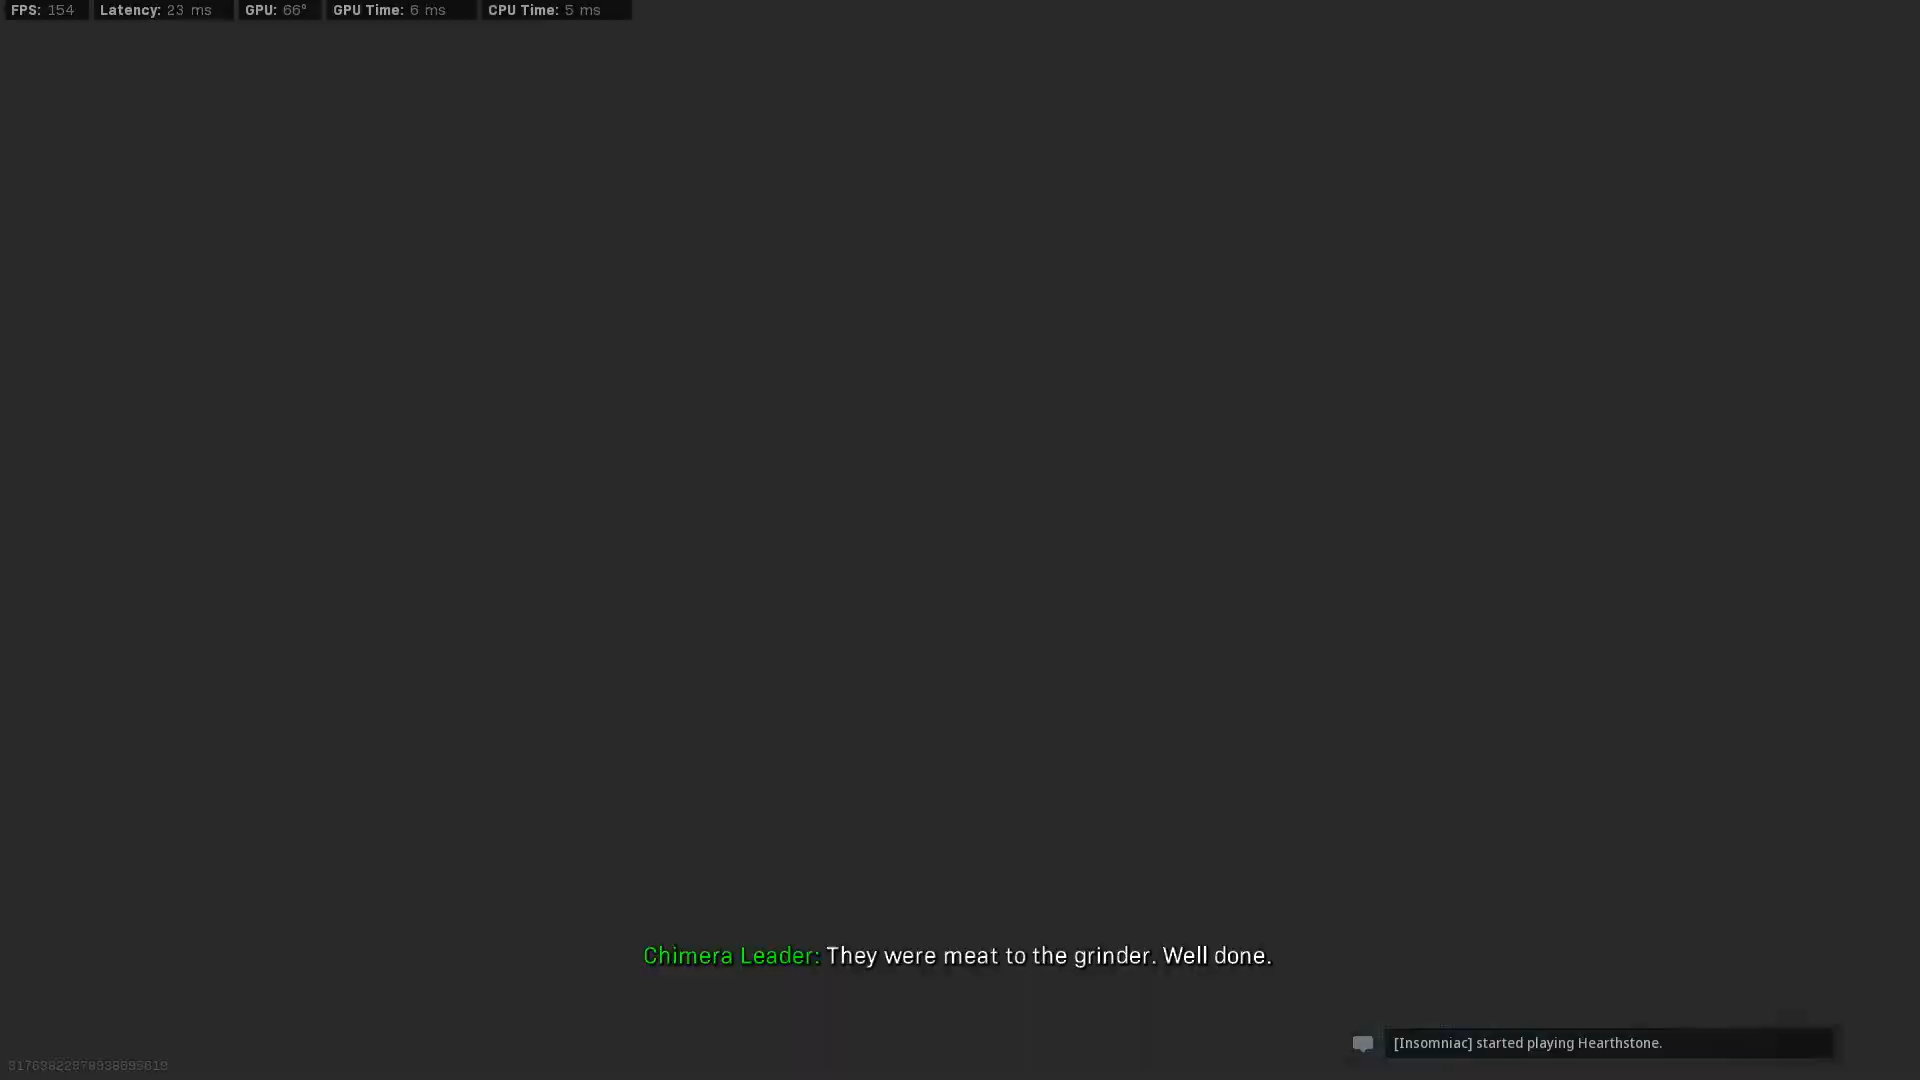 FPS: 154 Latency: 23 ms GPU: 66° GPU Time: 6 ms CPU Time: 5 ms
Chimera Leader: They were meat to the grinder. Well done.
[Insomniac] started playing Hearthstone.